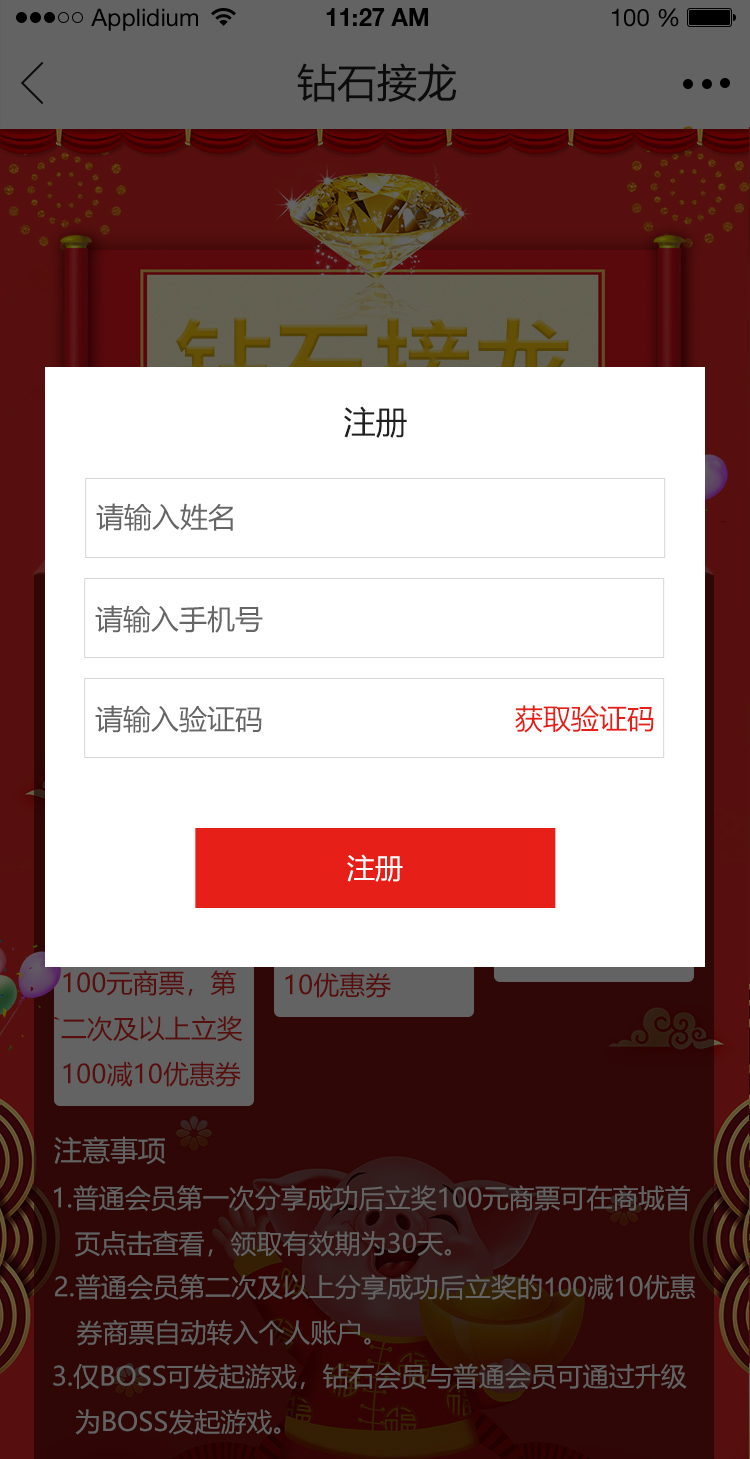 Applidium
11:27 AM
100 %
钻石接龙
钻石接龙
注册
请输入姓名
请输入手机号
请输入验证码
获取验证码
注册
100元商票，第
二次及以上立奖
100减10优惠券
10优惠券
注意事项
1.普通会员第一次分享成功后立奖100元商票可在商城首
页点击查看，领取有效期为30天。
2.普通会员第二次及以上分享成功后立奖的100减10优惠
券商票自动转入个人账户。
3.仅BOSS可发起游戏，钻石会员与普通会员可通过升级
为BOSS发起游戏。